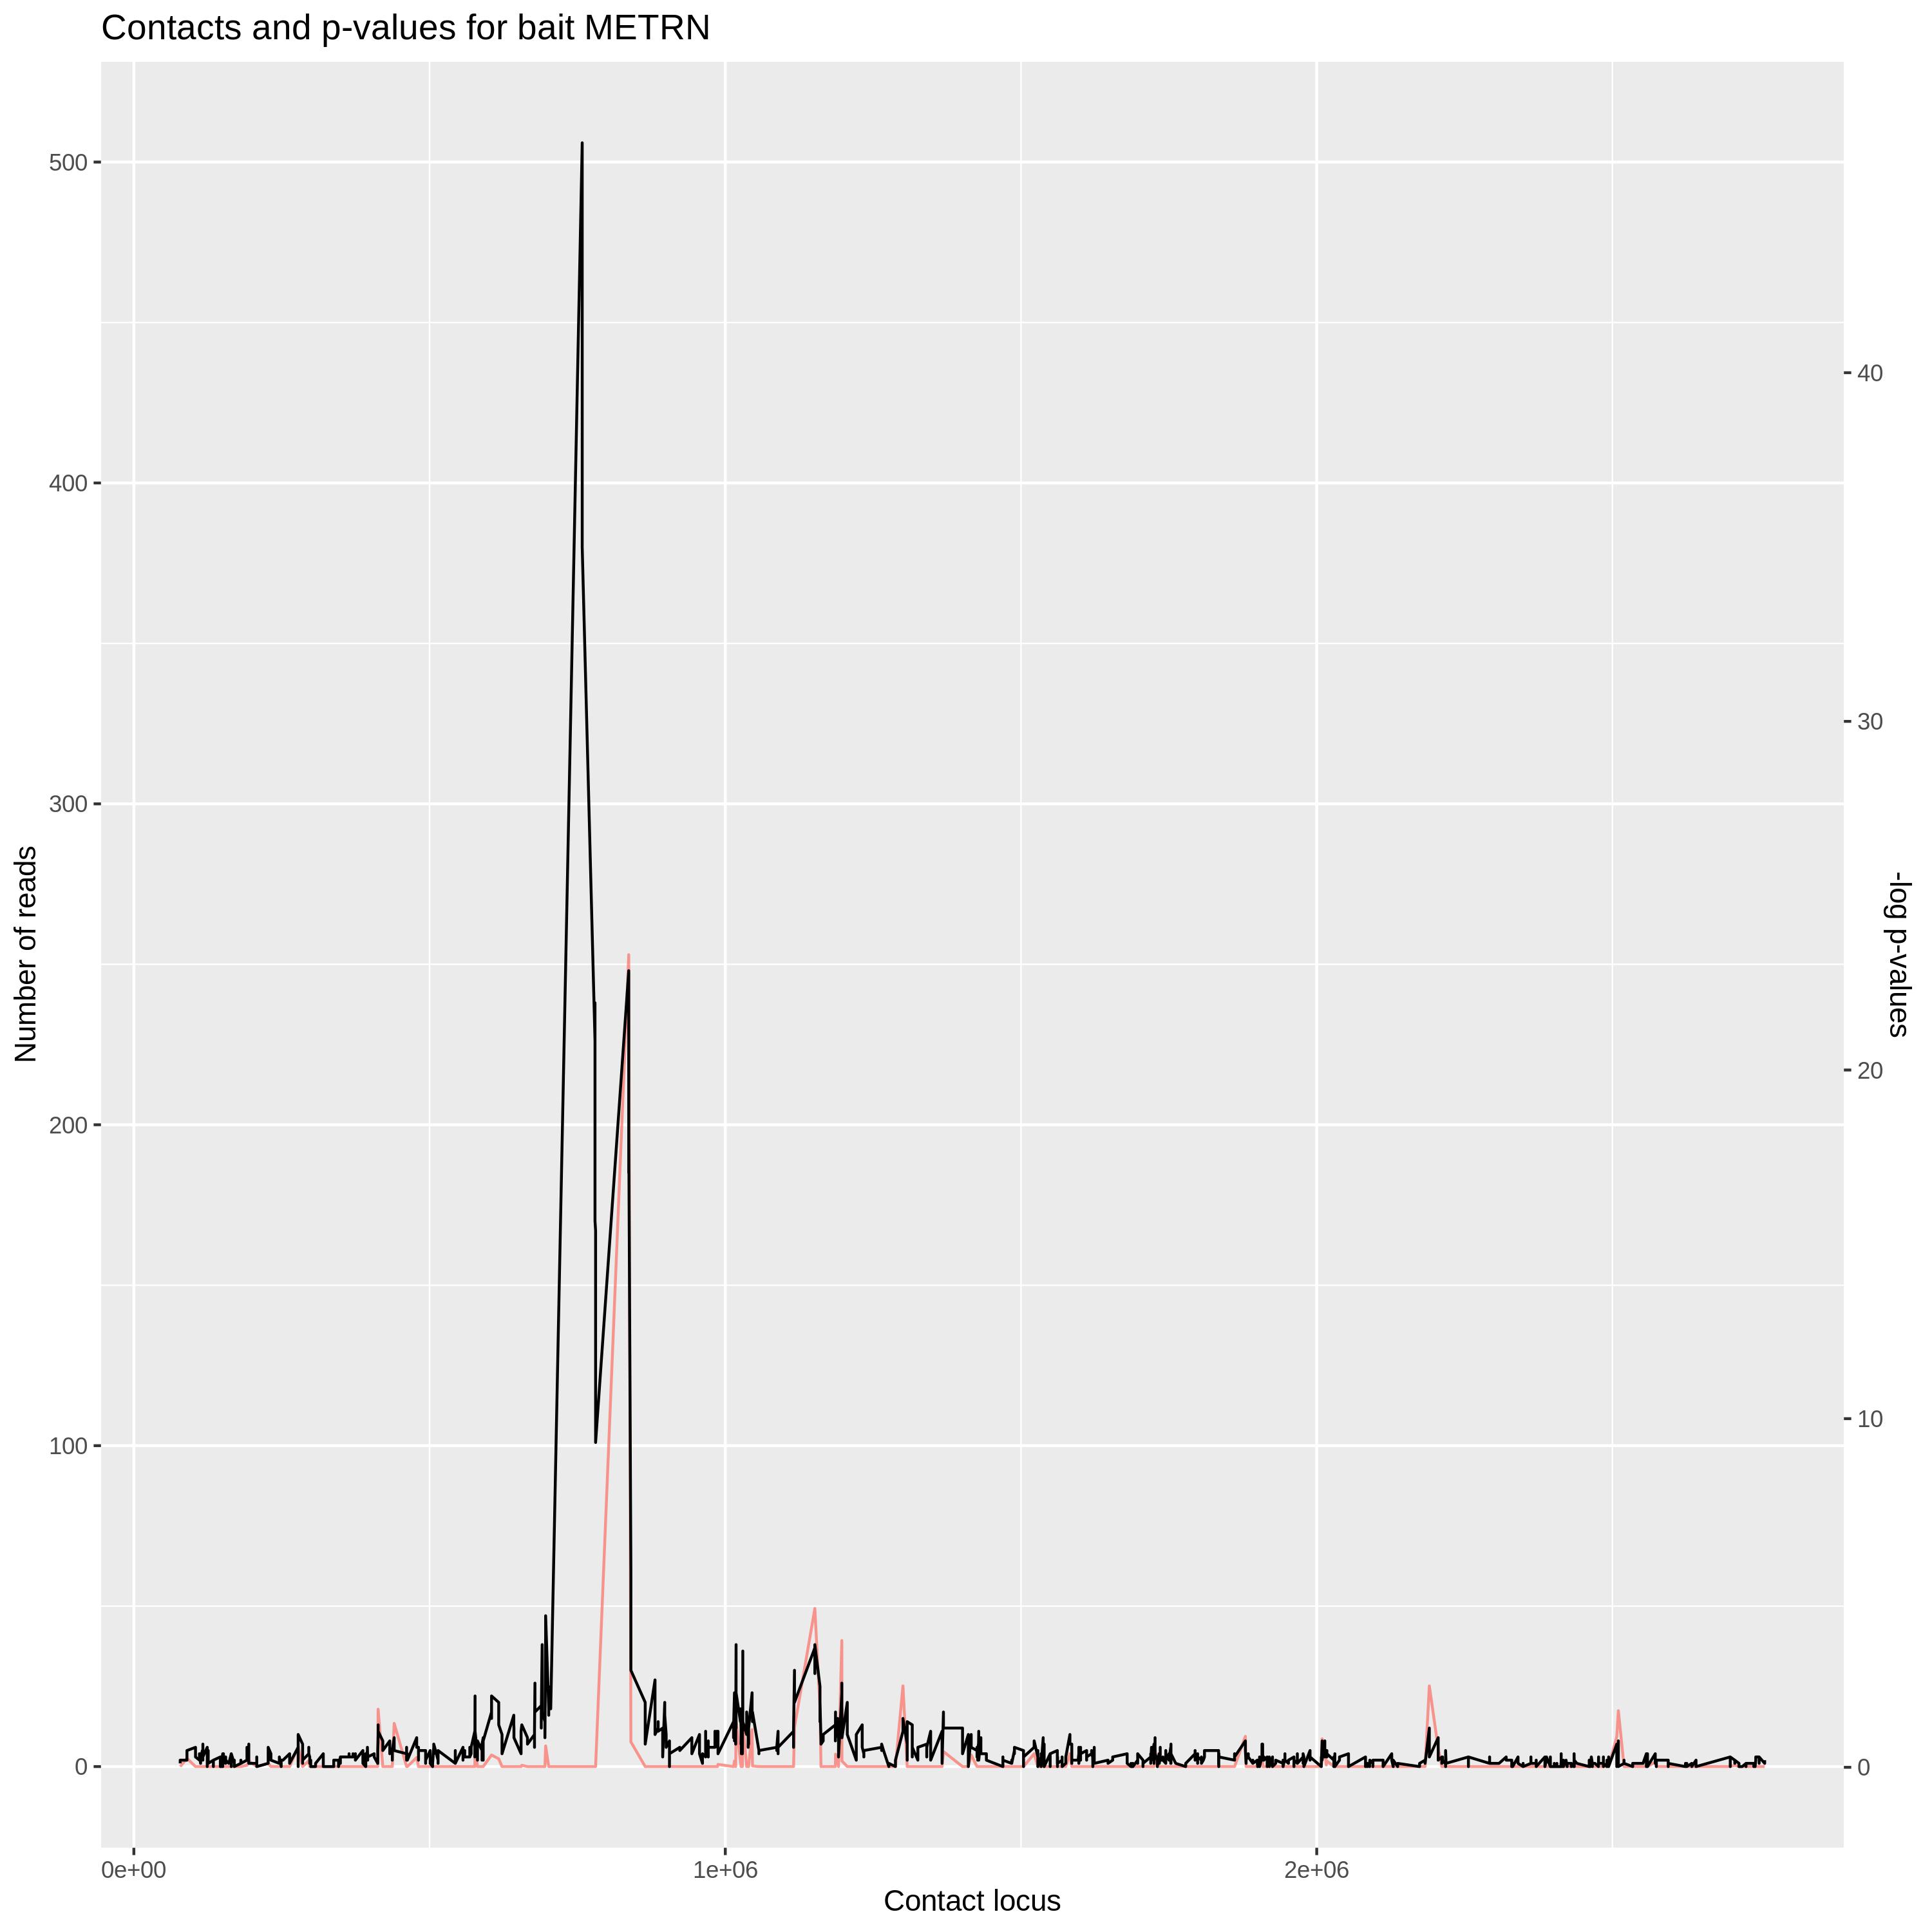 Contacts and p-values for bait METRN
500
400
300
200
100
0
Number of reads
40
30
20
10
0
-log p-values
0e+00
1e+06
2e+06
Contact locus